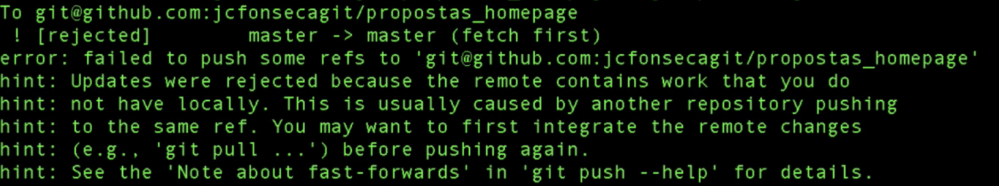 To git@github.com:jcfonsecagit/propostas_homepage
 ! [rejected]        master -> master (fetch first)
error: failed to push some refs to 'git@github.com:jcfonsecagit/propostas_homepage'
hint: Updates were rejected because the remote contains work that you do
hint: not have locally. This is usually caused by another repository pushing
hint: to the same ref. You may want to first integrate the remote changes
hint: (e.g., 'git pull ...') before pushing again.
hint: See the 'Note about fast-forwards' in 'git push --help' for details.